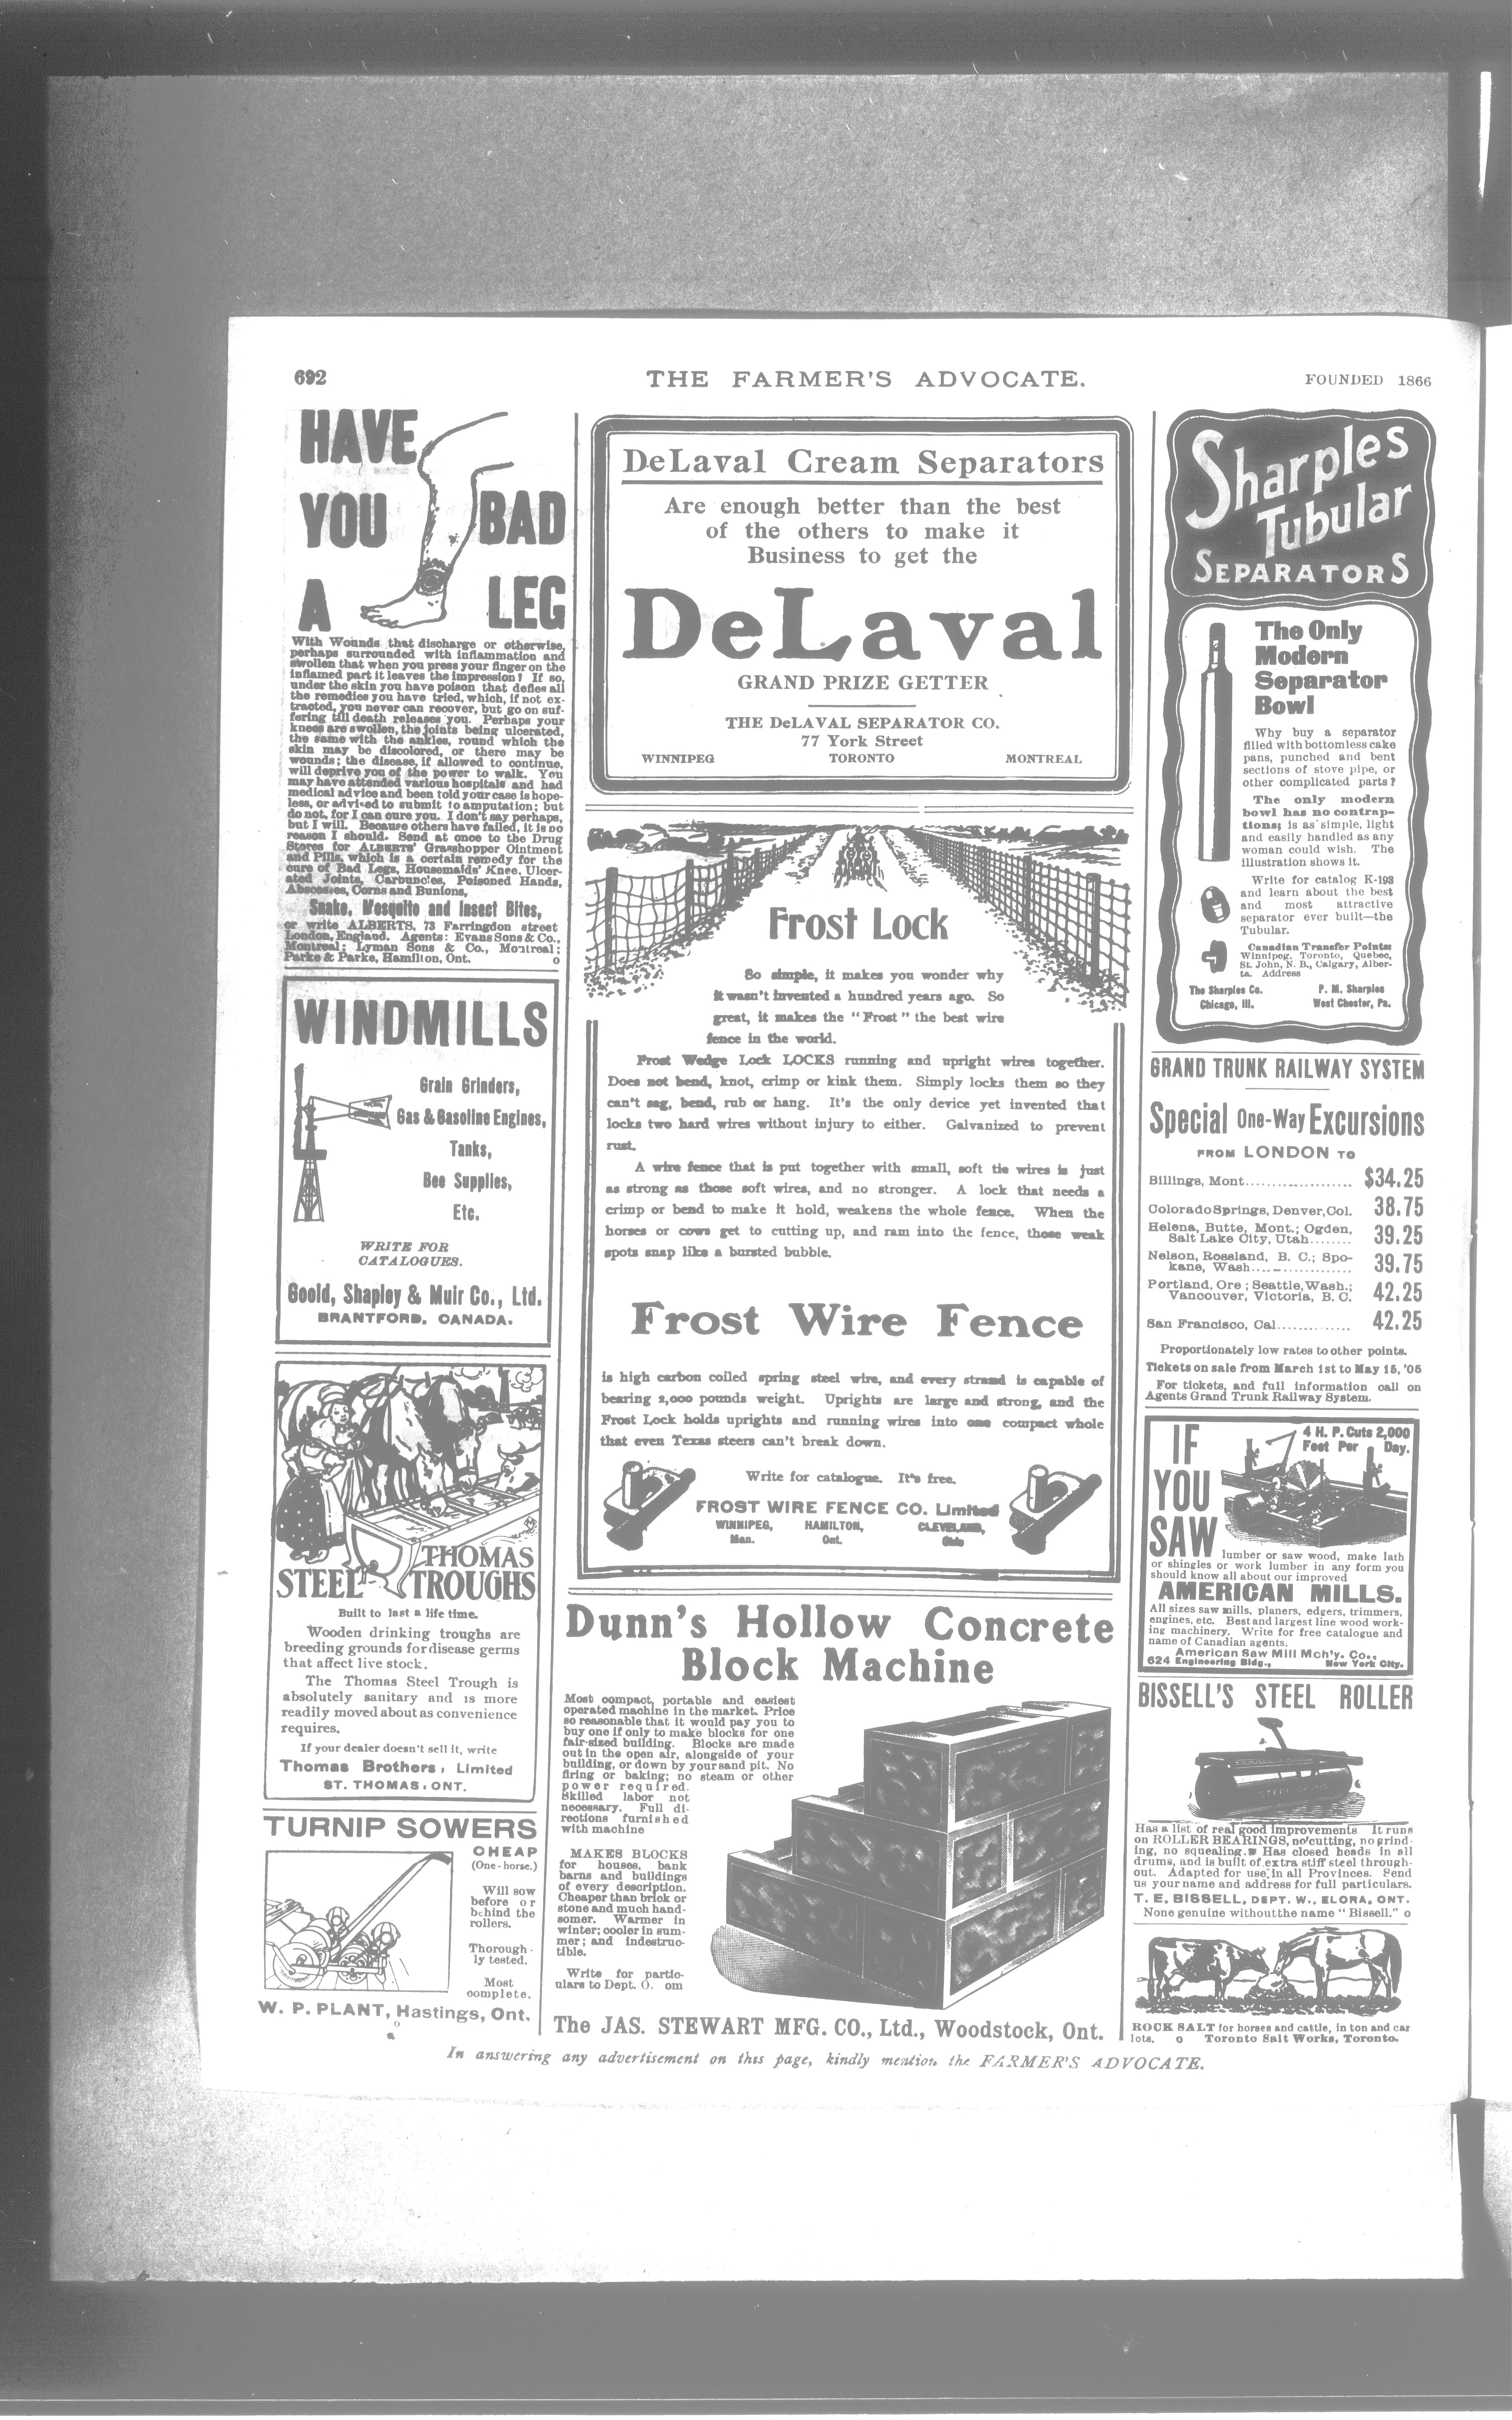 692
THE FARMER'S ADVOCATE.
FOUNDED 1866
HAVE
YOU BAD
A LEG
With Wounds that discharge or otherwise,
perhaps surrounded with inflammation and
swollen that when you press your finger on the
inflamed part it leaves the impression? If so,
under the skin you have poison that defies all
the remedies you have tried, which, if not ex-
tracted, you never can recover, but go on suf-
fering till death releases you. Perhaps your
knees are swollen, the joints being ulcerated,
the same with the ankles, round which the
skin may be discolored, or there may be
wounds; the disease, if allowed to continue,
will deprive you of the power to walk. You
may have attended various hospitals and had
medical advice and been told your case is hope-
less, or advised to submit to amputation; but
do not, for I can cure you. I don't say perhaps,
but I will. Because others have failed, it is no
reason I should. Send at once to the Drug
Stores for ALBERTS' Grasshopper Ointment
and Pills, which is a certain remedy for the
cure of Bad Legs, Housemaids' Knee, Ulcer-
ated Joints, Carbuncles, Poisoned Hands,
Abscesses, Corns and Bunions,
Snake, Mosquito and Insect Bites,
or write ALBERTS, 73 Farringdon street
London, England. Agents: Evans Sons & Co.,
Montreal; Lyman Sons & Co., Montreal;
Parke & Parke, Hamilton, Ont. o
WINDMILLS
Grain Grinders,
Gas & Gasoline Engines,
Tanks,
Bee Supplies,
Etc.
WRITE FOR
CATALOGUES.
Goold, Shapley & Muir Co., Ltd.
BRANTFORD, CANADA.
THOMAS
STEEL TROUGHS
Built to last a life time.
Wooden drinking troughs are
breeding grounds for disease germs
that affect live stock.
The Thomas Steel Trough is
absolutely sanitary and is more
readily moved about as convenience
requires.
If your dealer doesn't sell it, write
Thomas Brothers, Limited
ST. THOMAS, ONT.
TURNIP SOWERS
CHEAP
(One-horse.)
Will sow
before or
behind the
rollers.
Thorough-
ly tested.
Most
complete.
W. P. PLANT, Hastings, Ont.
o
DeLaval Cream Separators
Are enough better than the best
of the others to make it
Business to get the
DeLaval
GRAND PRIZE GETTER
THE DeLAVAL SEPARATOR CO.
77 York Street
WINNIPEG TORONTO MONTREAL
Frost Lock
So simple, it makes you wonder why
it wasn't invented a hundred years ago. So
great, it makes the "Frost" the best wire
fence in the world.
Frost Wedge Lock LOCKS running and upright wires together.
Does not bend, knot, crimp or kink them. Simply locks them so they
can't sag, bend, rub or hang. It's the only device yet invented that
locks two hard wires without injury to either. Galvanized to prevent
rust.
A wire fence that is put together with small, soft tie wires is just
as strong as those soft wires, and no stronger. A lock that needs a
crimp or bend to make it hold, weakens the whole fence. When the
horses or cows get to cutting up, and ram into the fence, those weak
spots snap like a bursted bubble.
Frost Wire Fence
is high carbon coiled spring steel wire, and every strand is capable of
bearing 2,000 pounds weight. Uprights are large and strong, and the
Frost Lock holds uprights and running wires into one compact whole
that even Texas steers can't break down.
Write for catalogue. It's free.
FROST WIRE FENCE CO. Limited
WINNIPEG, HAMILTON, CLEVELAND,
Man. Ont. Ohio
Dunn's Hollow Concrete
Block Machine
Most compact, portable and easiest
operated machine in the market. Price
so reasonable that it would pay you to
buy one if only to make blocks for one
fair-sized building. Blocks are made
out in the open air, alongside of your
building, or down by your sand pit. No
firing or baking; no steam or other
power required.
Skilled labor not
necessary. Full di-
rections furnished
with machine
MAKES BLOCKS
for houses, bank
barns and buildings
of every description.
Cheaper than brick or
stone and much hand-
somer. Warmer in
winter; cooler in sum-
mer; and indestruc-
tible.
Write for partic-
ulars to Dept. O. om
The JAS. STEWART MFG. CO., Ltd., Woodstock, Ont.
Sharples
Tubular
SEPARATORS
The Only
Modern
Separator
Bowl
Why buy a separator
filled with bottomless cake
pans, punched and bent
sections of stove pipe, or
other complicated parts?
The only modern
bowl has no contrap-
tions; is as simple, light
and easily handled as any
woman could wish. The
illustration shows it.
Write for catalog K-193
and learn about the best
and most attractive
separator ever built—the
Tubular.
Canadian Transfer Points:
Winnipeg, Toronto, Quebec,
St. John, N. B., Calgary, Alber-
ta. Address
The Sharples Co. P. M. Sharples
Chicago, Ill. West Chester, Pa.
GRAND TRUNK RAILWAY SYSTEM
Special One-Way Excursions
FROM LONDON TO
Billings, Mont................... $34.25
Colorado Springs, Denver, Col. 38.75
Helena, Butte, Mont.; Ogden,
Salt Lake City, Utah........ 39.25
Nelson, Rossland, B. C.; Spo-
kane, Wash................... 39.75
Portland, Ore; Seattle, Wash.;
Vancouver, Victoria, B. C. 42.25
San Francisco, Cal............. 42.25
Proportionately low rates to other points.
Tickets on sale from March 1st to May 15, '05
For tickets, and full information call on
Agents Grand Trunk Railway System.
IF
YOU
SAW
4 H. P. Cuts 2,000
Feet Per Day.
lumber or saw wood, make lath
or shingles or work lumber in any form you
should know all about our improved
AMERICAN MILLS.
All sizes saw mills, planers, edgers, trimmers,
engines, etc. Best and largest line wood work-
ing machinery. Write for free catalogue and
name of Canadian agents.
American Saw Mill Mch'y. Co.,
624 Engineering Bldg., New York City.
BISSELL'S STEEL ROLLER
Has a list of real good improvements It runs
on ROLLER BEARINGS, no cutting, no grind-
ing, no squealing. Has closed heads in all
drums, and is built of extra stiff steel through-
out. Adapted for use in all Provinces. Send
us your name and address for full particulars.
T. E. BISSELL, DEPT. W., ELORA, ONT.
None genuine without the name "Bissell." o
ROCK SALT for horses and cattle, in ton and car
lots. o Toronto Salt Works, Toronto.
In answering any advertisement on this page, kindly mention the FARMER'S ADVOCATE.